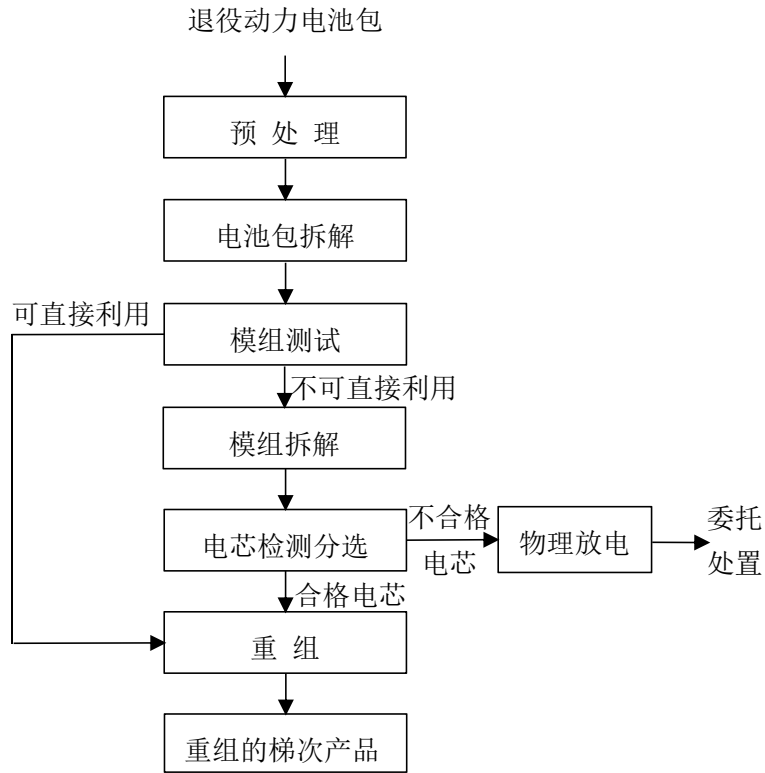 退役动力电池包
预 处 理
电池包拆解
可直接利用
模组测试
不可直接利用
模组拆解
电芯检测分选
不合格
电芯
物理放电
委托
处置
合格电芯
重 组
重组的梯次产品